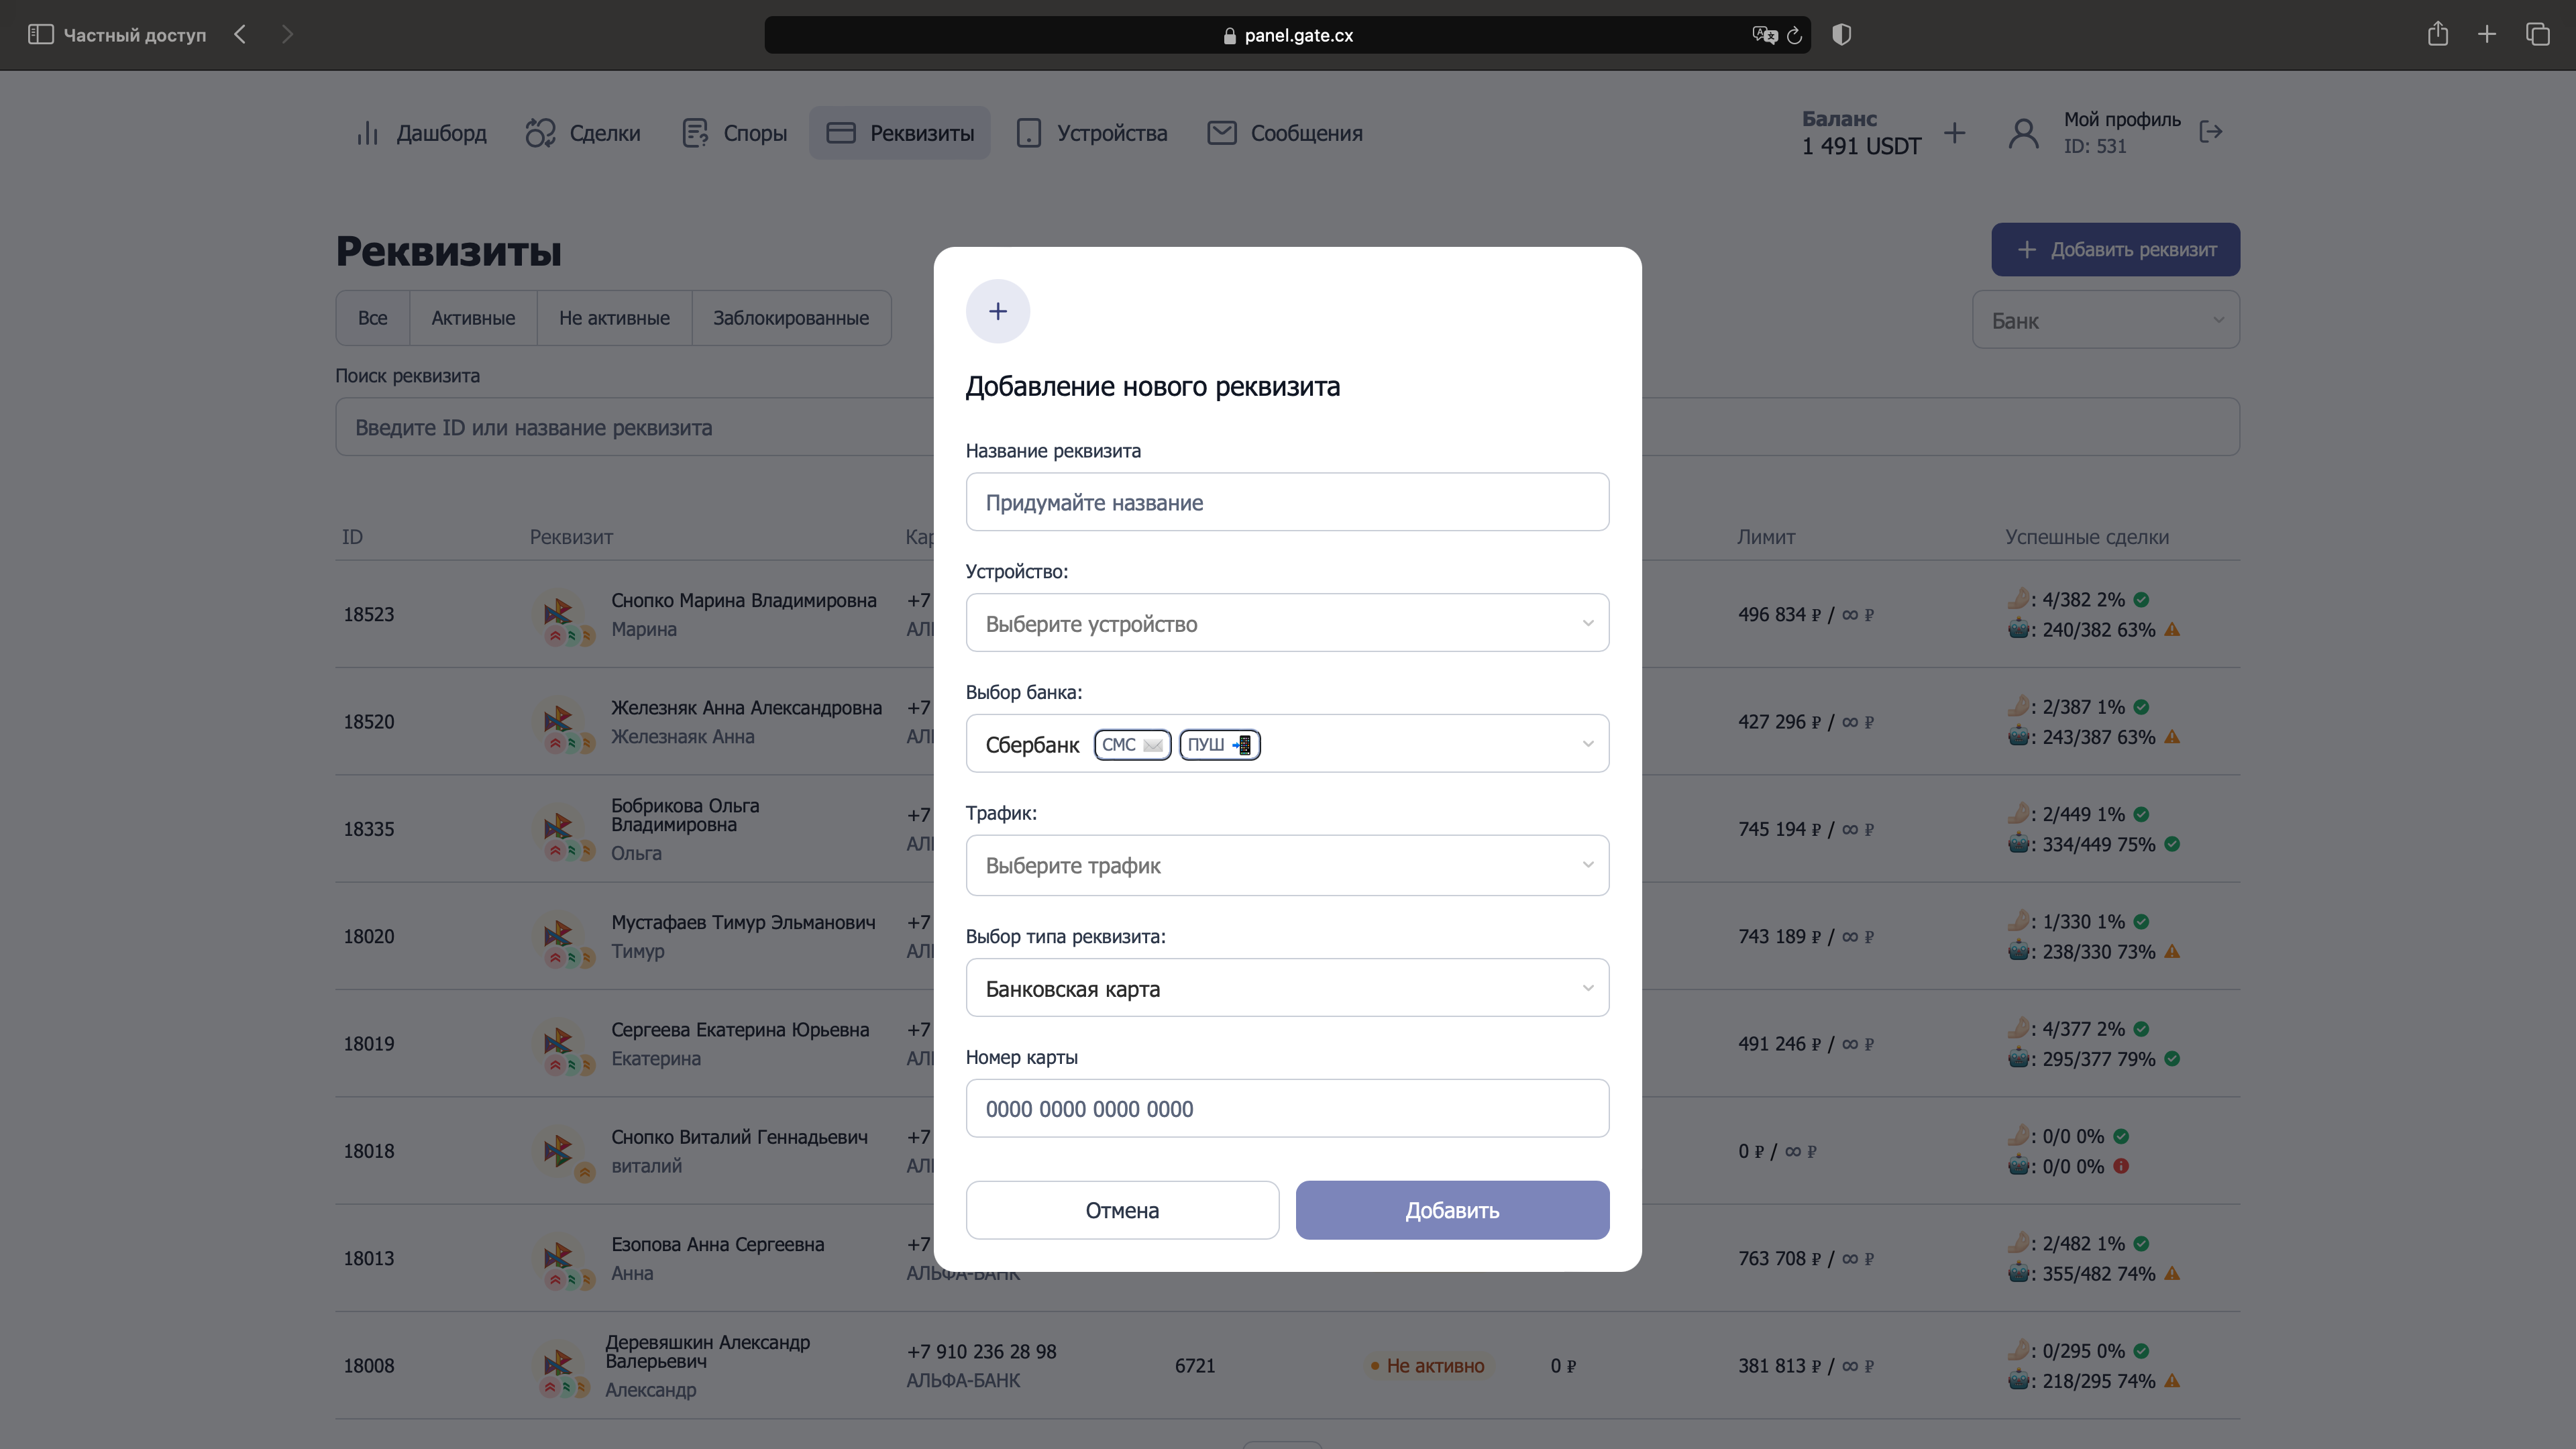 Частный доступ
panel.gate.cx
Дашборд
Сделки
Споры
Реквизиты
Устройства
Сообщения
Баланс
1 491 USDT
Мой профиль
ID: 531
Реквизиты
Добавить реквизит
Все
Активные
Не активные
Заблокированные
Банк
Поиск реквизита
Введите ID или название реквизита
Добавление нового реквизита
Название реквизита
Придумайте название
Устройство:
Выберите устройство
Выбор банка:
Сбербанк СМС ПУШ
Трафик:
Выберите трафик
Выбор типа реквизита:
Банковская карта
Номер карты
0000 0000 0000 0000
Отмена
Добавить
ID
Реквизит
Лимит
Успешные сделки
18523
Снопко Марина Владимировна
Марина
+7
496 834 ₽ / ∞ ₽
: 4/382 2%
: 240/382 63%
18520
Железняк Анна Александровна
Железнаяк Анна
+7
427 296 ₽ / ∞ ₽
: 2/387 1%
: 243/387 63%
18335
Бобрикова Ольга
Владимировна
Ольга
+7
745 194 ₽ / ∞ ₽
: 2/449 1%
: 334/449 75%
18020
Мустафаев Тимур Эльманович
Тимур
+7
743 189 ₽ / ∞ ₽
: 1/330 1%
: 238/330 73%
18019
Сергеева Екатерина Юрьевна
Екатерина
+7
491 246 ₽ / ∞ ₽
: 4/377 2%
: 295/377 79%
18018
Снопко Виталий Геннадьевич
виталий
+7
0 ₽ / ∞ ₽
: 0/0 0%
: 0/0 0%
18013
Езопова Анна Сергеевна
Анна
+7
АЛЬФА-БАНК
763 708 ₽ / ∞ ₽
: 2/482 1%
: 355/482 74%
18008
Деревяшкин Александр
Валерьевич
Александр
+7 910 236 28 98
АЛЬФА-БАНК
6721
Не активно
0 ₽
381 813 ₽ / ∞ ₽
: 0/295 0%
: 218/295 74%